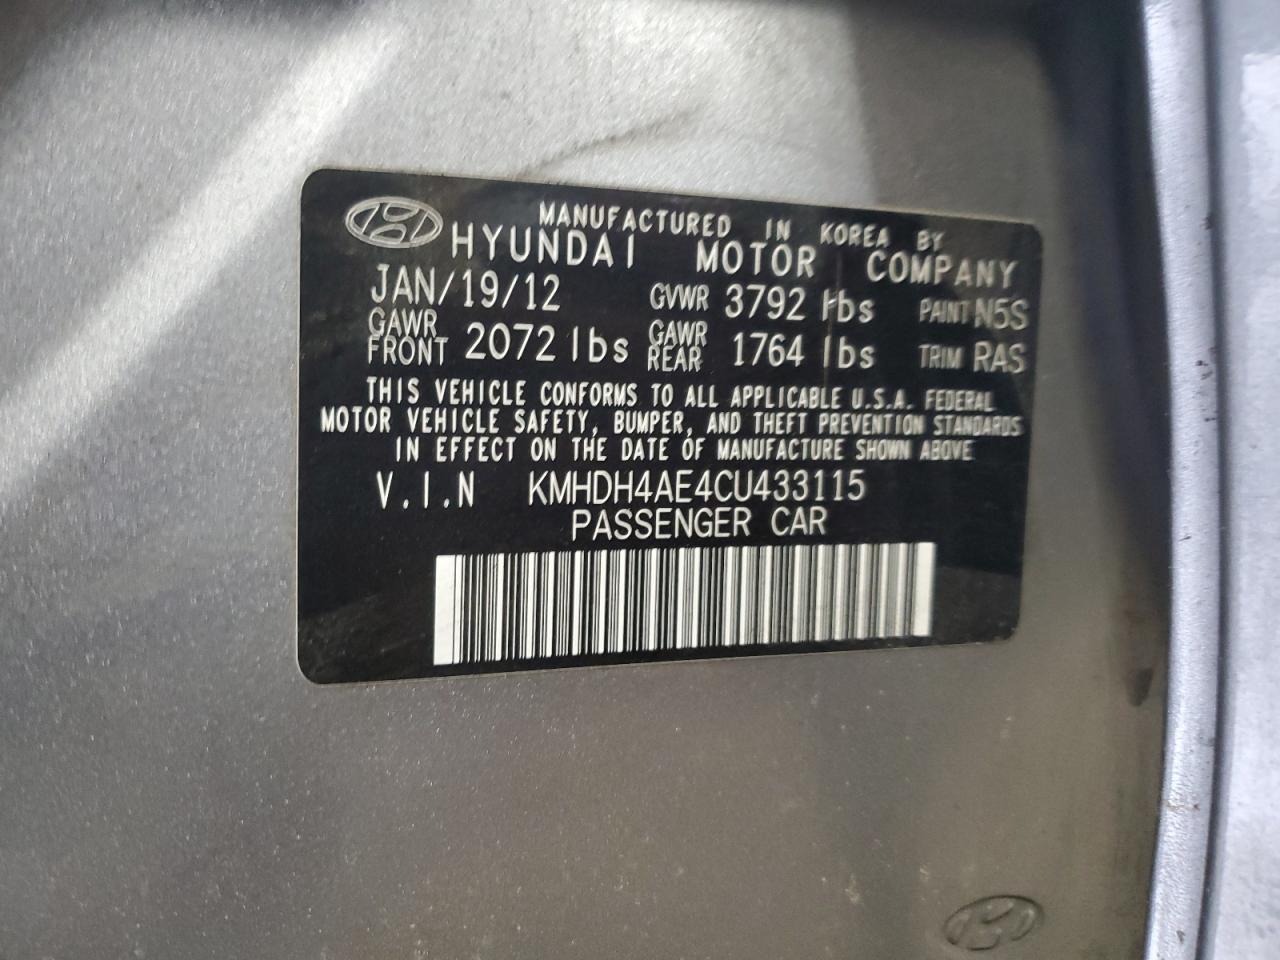 MANUFACTURED IN KOREA BY
HYUNDAI MOTOR COMPANY
JAN/19/12 GVWR 3792 lbs PAINT N5S
GAWR FRONT 2072 lbs GAWR REAR 1764 lbs TRIM RAS
THIS VEHICLE CONFORMS TO ALL APPLICABLE U.S.A. FEDERAL
MOTOR VEHICLE SAFETY, BUMPER, AND THEFT PREVENTION STANDARDS
IN EFFECT ON THE DATE OF MANUFACTURE SHOWN ABOVE
V.I.N KMHDH4AE4CU433115
PASSENGER CAR